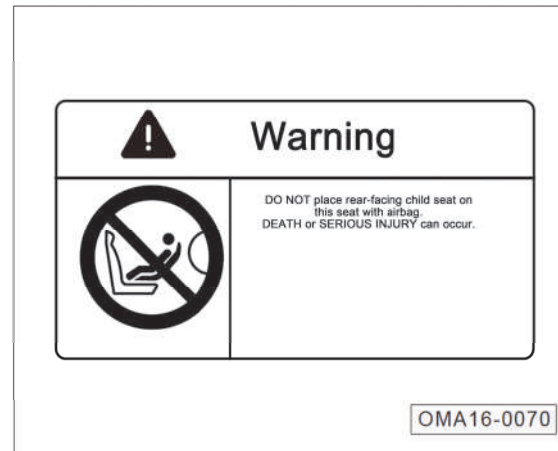 Warning
DO NOT place rear-facing child seat on
this seat with airbag.
DEATH or SERIOUS INJURY can occur.
OMA16-0070